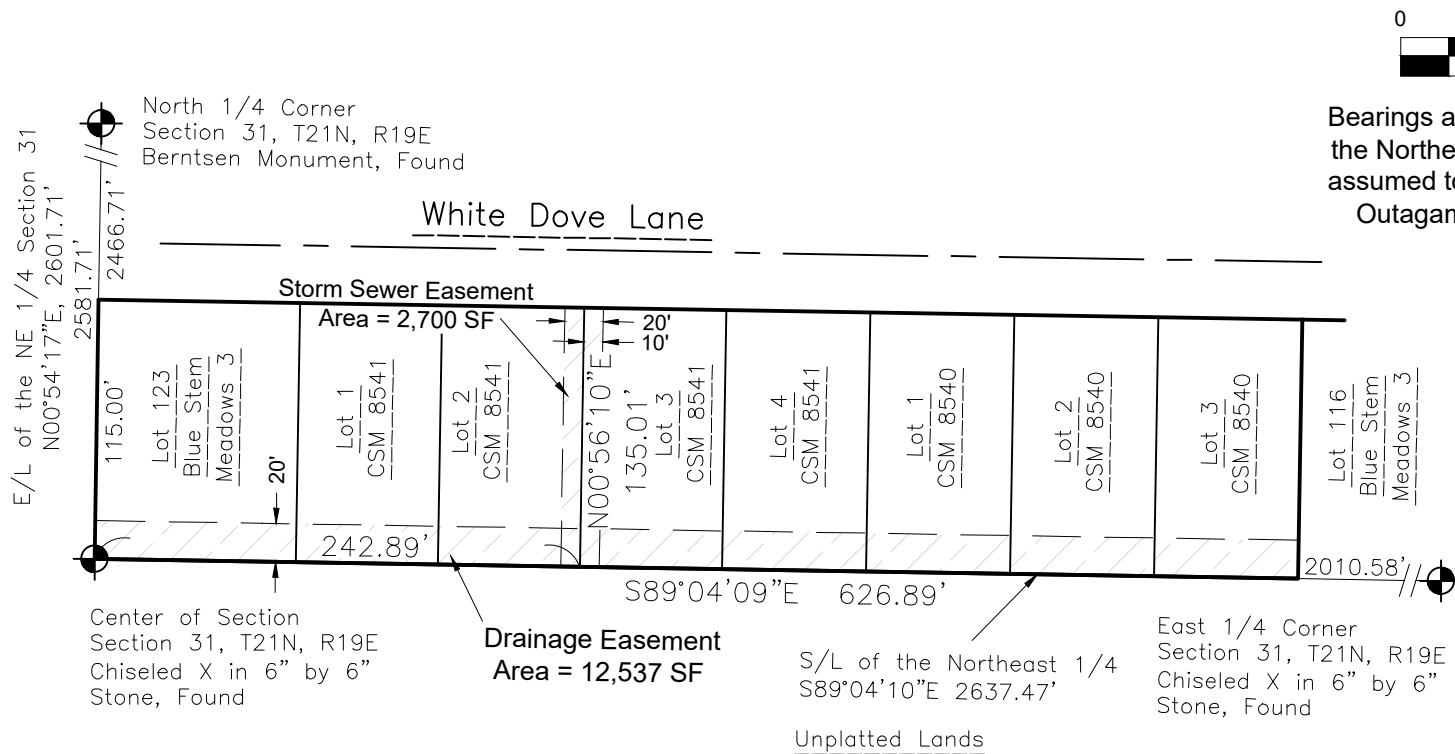 0
North 1/4 Corner
Section 31, T21N, R19E
Berntsen Monument, Found
Bearings a
the Northe
assumed to
Outagan
E/L of the NE 1/4 Section 31
N00°54'17"E, 2601.71'
2581.71'
2466.71'
White Dove Lane
Storm Sewer Easement
Area = 2,700 SF
20'
10'
115.00'
Lot 123
Blue Stem
Meadows 3
20'
Lot 1
CSM 8541
Lot 2
CSM 8541
N00°56'10"E
135.01'
Lot 3
CSM 8541
Lot 4
CSM 8541
Lot 1
CSM 8540
Lot 2
CSM 8540
Lot 3
CSM 8540
Lot 116
Blue Stem
Meadows 3
242.89'
S89°04'09"E 626.89'
2010.58'
Center of Section
Section 31, T21N, R19E
Chiseled X in 6" by 6"
Stone, Found
Drainage Easement
Area = 12,537 SF
S/L of the Northeast 1/4
S89°04'10"E 2637.47'
East 1/4 Corner
Section 31, T21N, R19E
Chiseled X in 6" by 6"
Stone, Found
Unplatted Lands